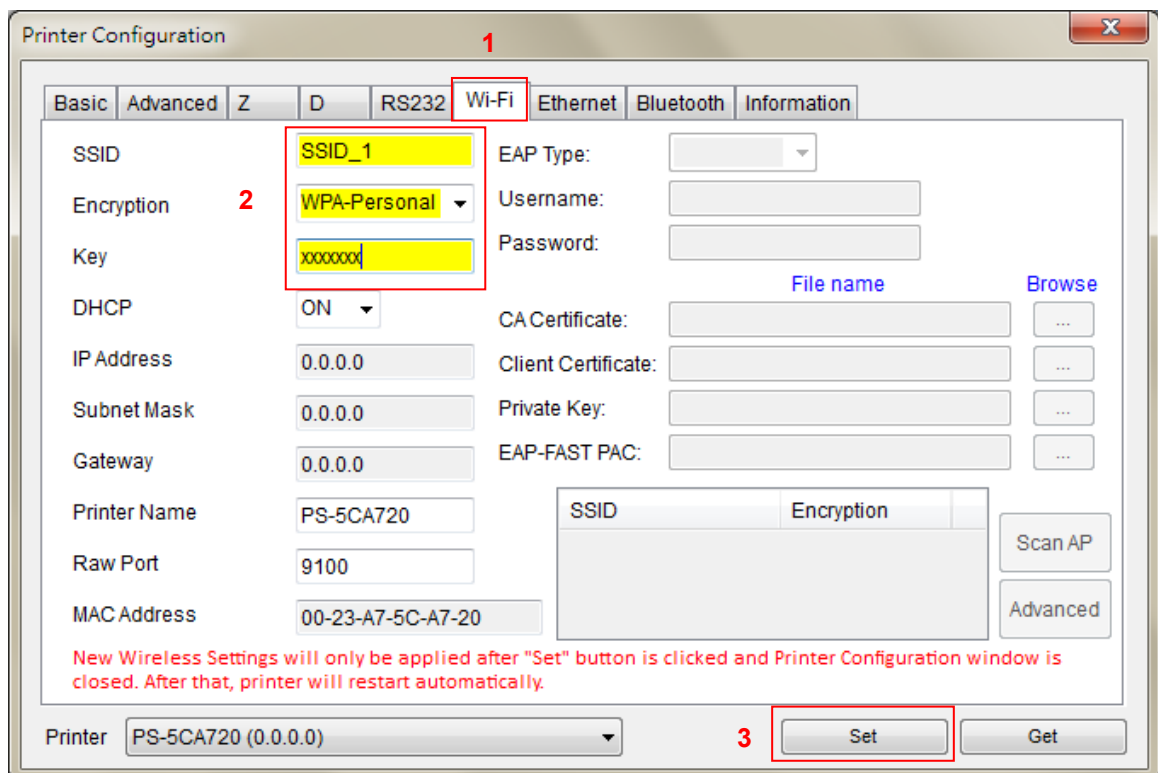 Printer Configuration
X
1
Basic Advanced Z D RS232 Wi-Fi Ethernet Bluetooth Information
SSID SSID_1 EAP Type:
2
Encryption WPA-Personal Username:
Key xxxxxxx Password:
File name Browse
DHCP ON CA Certificate: ...
IP Address 0.0.0.0 Client Certificate: ...
Subnet Mask 0.0.0.0 Private Key: ...
Gateway 0.0.0.0 EAP-FAST PAC: ...
Printer Name PS-5CA720 SSID Encryption
Scan AP
Raw Port 9100
Advanced
MAC Address 00-23-A7-5C-A7-20
New Wireless Settings will only be applied after "Set" button is clicked and Printer Configuration window is
closed. After that, printer will restart automatically.
Printer PS-5CA720 (0.0.0.0) 3 Set Get